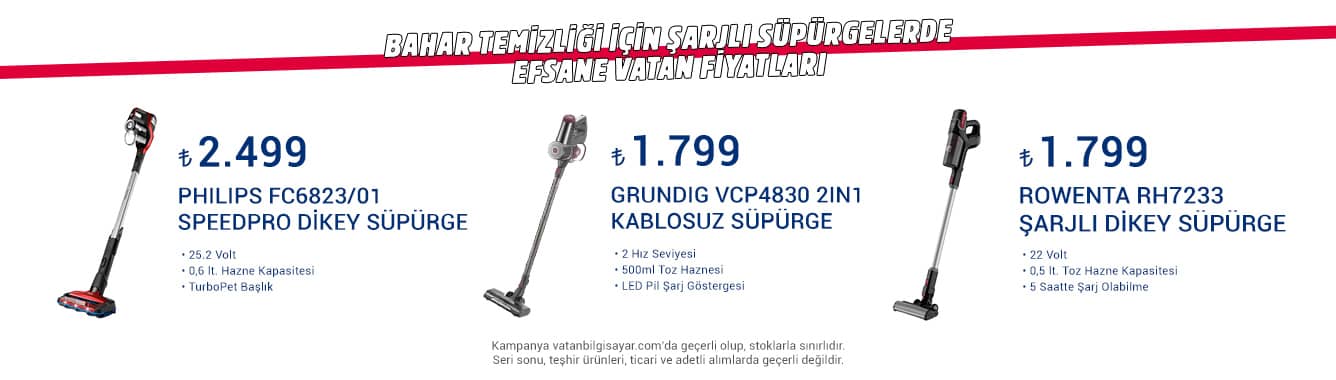 BAHAR TEMİZLİĞİ İÇİN ŞARJLI SÜPÜRGELERDE
EFSANE VATAN FİYATLARI
₺ 2.499
PHILIPS FC6823/01
SPEEDPRO DİKEY SÜPÜRGE
• 25.2 Volt
• 0,6 lt. Hazne Kapasitesi
• TurboPet Başlık
₺ 1.799
GRUNDIG VCP4830 2IN1
KABLOSUZ SÜPÜRGE
• 2 Hız Seviyesi
• 500ml Toz Haznesi
• LED Pil Şarj Göstergesi
₺ 1.799
ROWENTA RH7233
ŞARJLI DİKEY SÜPÜRGE
• 22 Volt
• 0,5 lt. Toz Hazne Kapasitesi
• 5 Saatte Şarj Olabilme
Kampanya vatanbilgisayar.com'da geçerli olup, stoklarla sınırlıdır.
Seri sonu, teşhir ürünleri, ticari ve adetli alımlarda geçerli değildir.